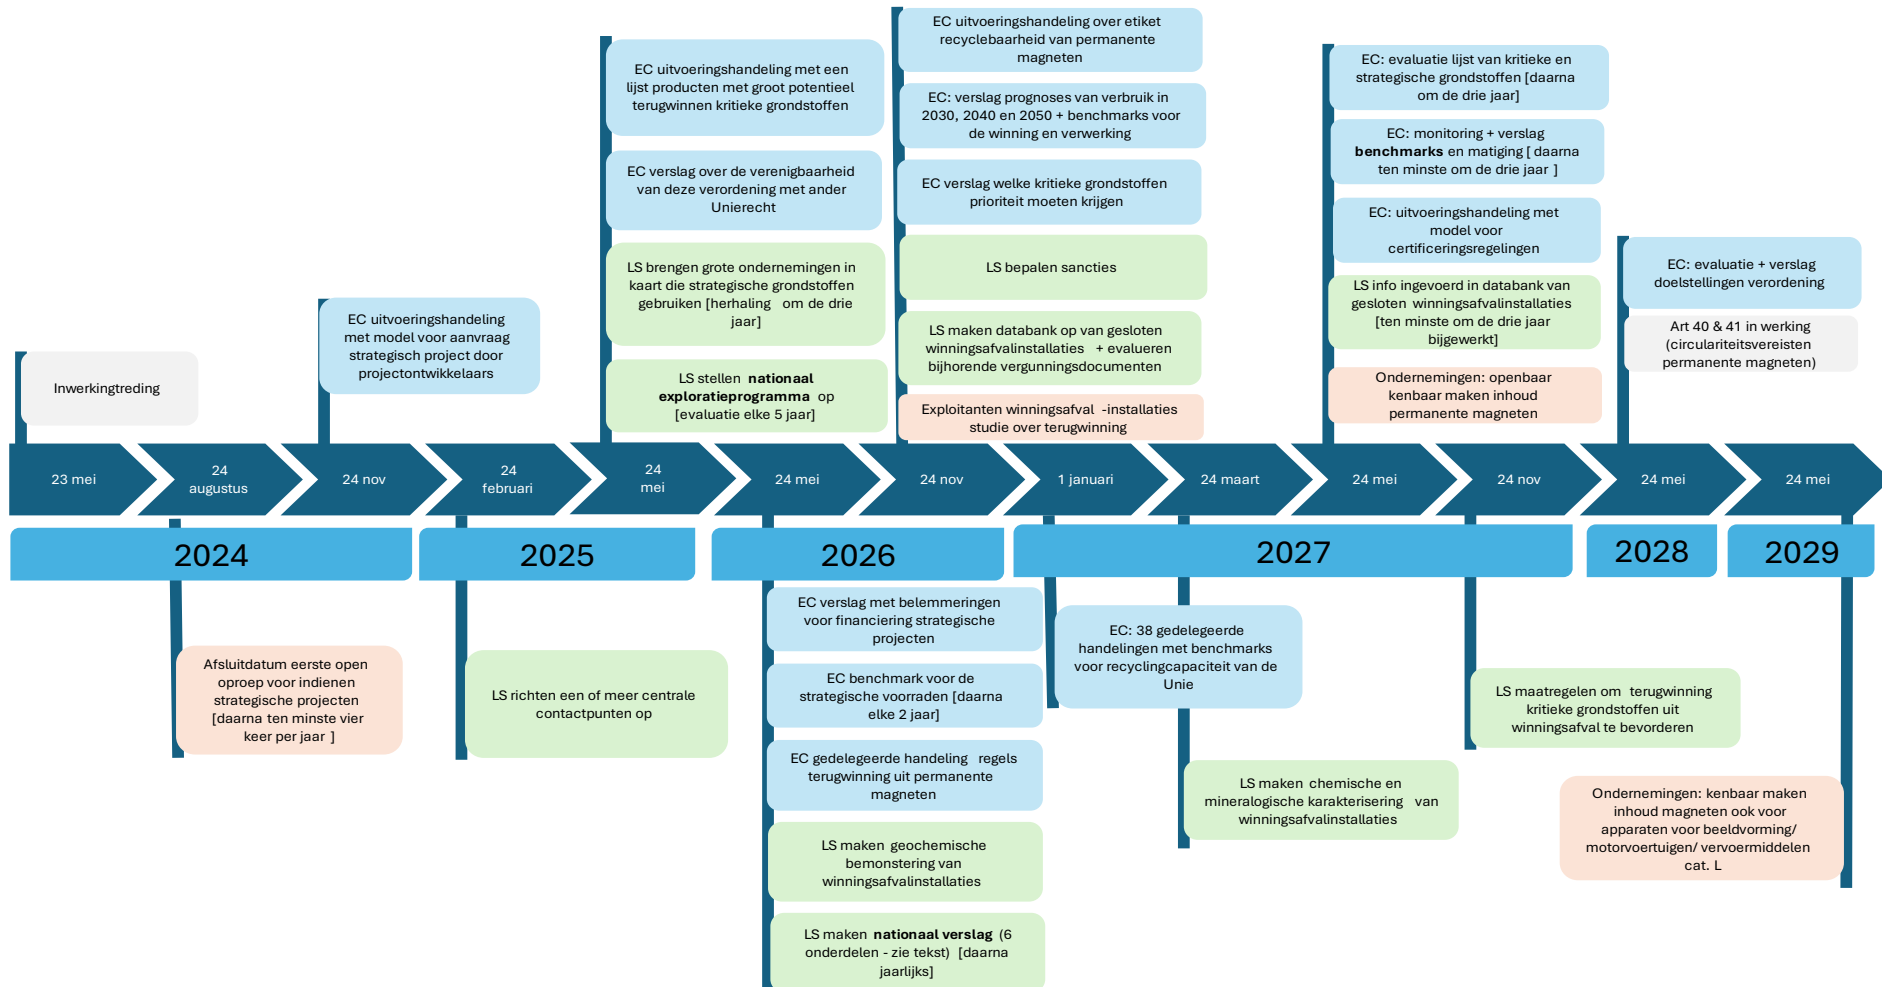 EC uitvoeringshandeling over etiket
recyclebaarheid van permanente
magneten
EC uitvoeringshandeling met een
lijst producten met groot potentieel
terugwinnen kritieke grondstoffen
EC: verslag prognoses van verbruik in
2030, 2040 en 2050 + benchmarks voor
de winning en verwerking
EC: evaluatie lijst van kritieke en
strategische grondstoffen [daarna
om de drie jaar]
EC: monitoring + verslag
benchmarks en matiging [ daarna
ten minste om de drie jaar ]
EC verslag over de verenigbaarheid
van deze verordening met ander
Unierecht
EC verslag welke kritieke grondstoffen
prioriteit moeten krijgen
EC: uitvoeringshandeling met
model voor
certificeringsregelingen
LS brengen grote ondernemingen in
kaart die strategische grondstoffen
gebruiken [herhaling om de drie
jaar]
LS bepalen sancties
EC: evaluatie + verslag
doelstellingen verordening
LS info ingevoerd in databank van
gesloten winningsafvalinstallaties
[ten minste om de drie jaar
bijgewerkt]
EC uitvoeringshandeling
met model voor aanvraag
strategisch project door
projectontwikkelaars
LS maken databank op van gesloten
winningsafvalinstallaties + evalueren
bijhorende vergunningsdocumenten
Art 40 & 41 in werking
(circulariteitsvereisten
permanente magneten)
Inwerkingtreding
LS stellen nationaal
exploratieprogramma op
[evaluatie elke 5 jaar]
Ondernemingen: openbaar
kenbaar maken inhoud
permanente magneten
Exploitanten winningsafval -installaties
studie over terugwinning
23 mei
24
augustus
24 nov
24
februari
24
mei
24 mei
24 nov
1 januari
24 maart
24 mei
24 nov
24 mei
24 mei
2024
2025
2026
2027
2028
2029
EC verslag met belemmeringen
voor financiering strategische
projecten
EC: 38 gedelegeerde
handelingen met benchmarks
voor recyclingcapaciteit van de
Unie
Afsluitdatum eerste open
oproep voor indienen
strategische projecten
[daarna ten minste vier
keer per jaar ]
LS richten een of meer centrale
contactpunten op
EC benchmark voor de
strategische voorraden [daarna
elke 2 jaar]
LS maatregelen om terugwinning
kritieke grondstoffen uit
winningsafval te bevorderen
EC gedelegeerde handeling regels
terugwinning uit permanente
magneten
LS maken chemische en
mineralogische karakterisering van
winningsafvalinstallaties
Ondernemingen: kenbaar maken
inhoud magneten ook voor
apparaten voor beeldvorming/
motorvoertuigen/ vervoermiddelen
cat. L
LS maken geochemische
bemonstering van
winningsafvalinstallaties
LS maken nationaal verslag (6
onderdelen - zie tekst) [daarna
jaarlijks]